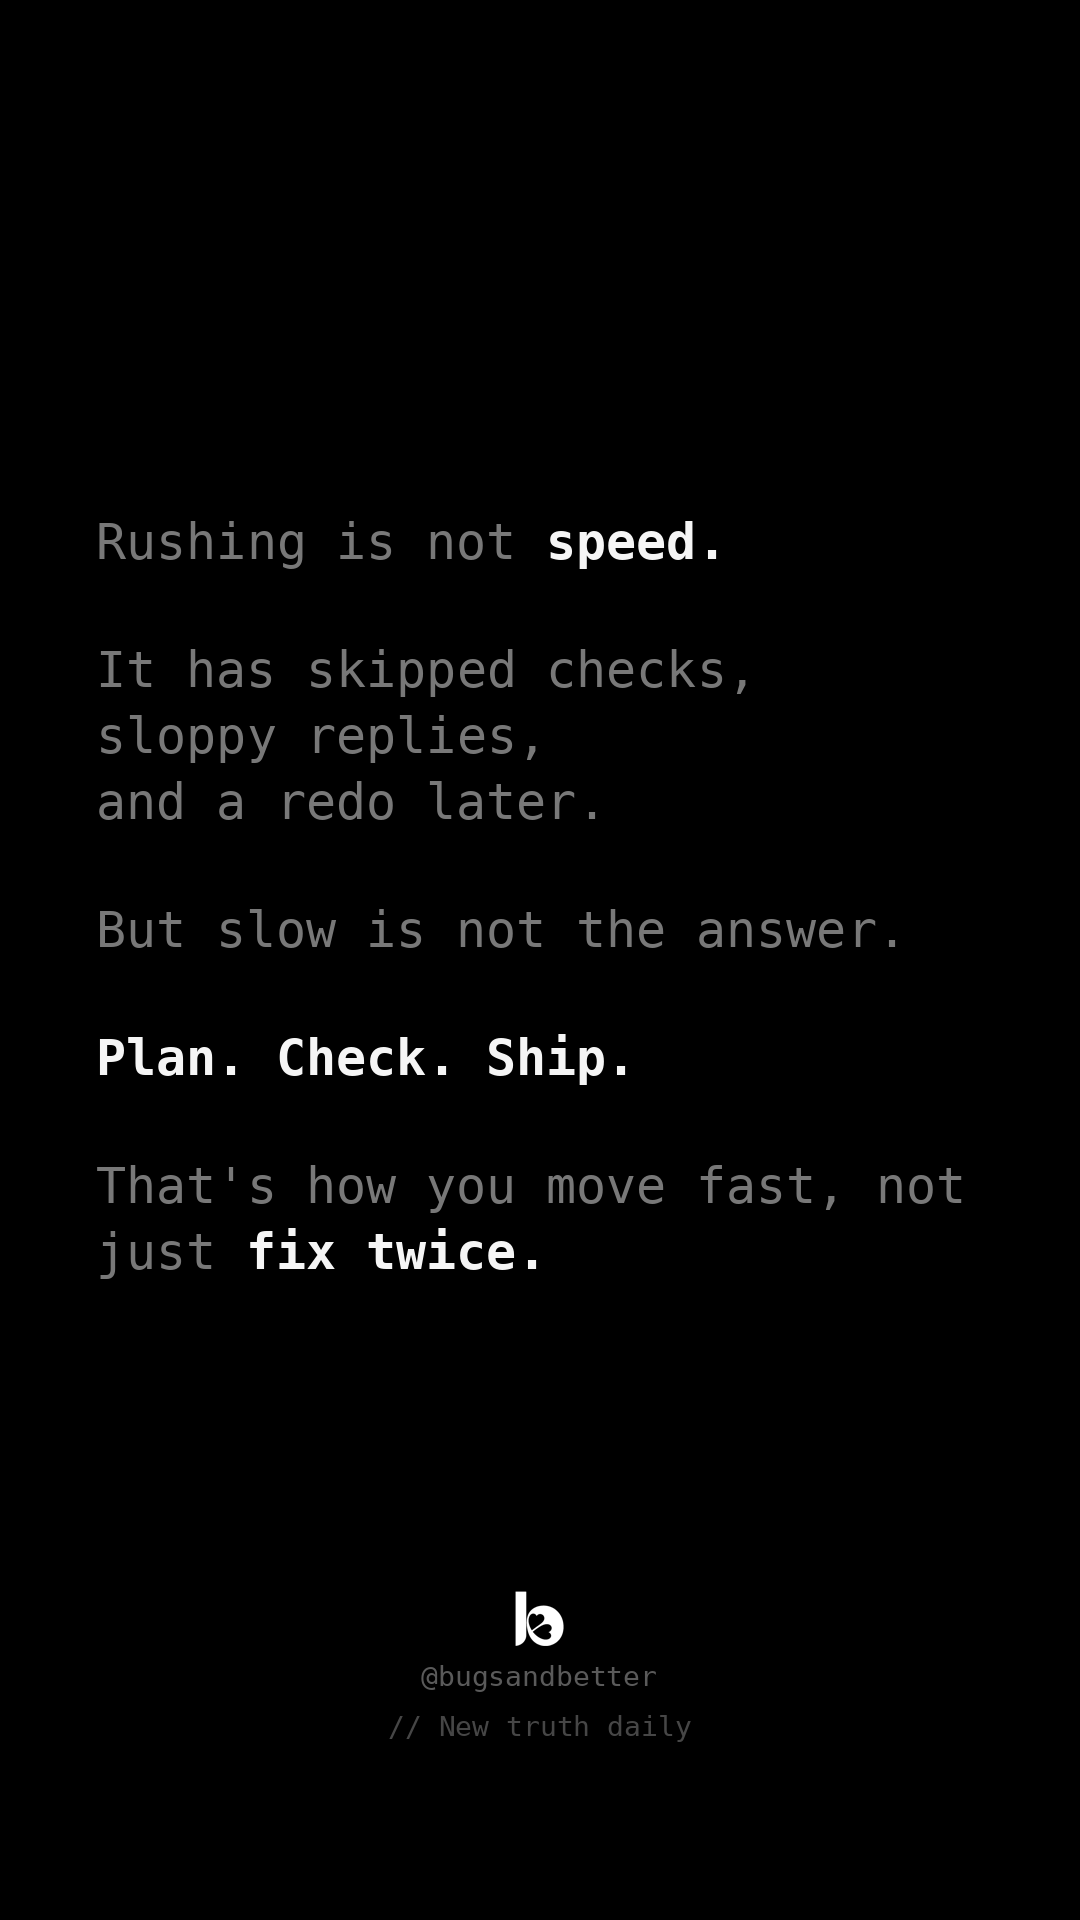 Rushing is not speed.
It has skipped checks,
sloppy replies,
and a redo later.
But slow is not the answer.
Plan. Check. Ship.
That's how you move fast, not
just fix twice.
b
@bugsandbetter
// New truth daily